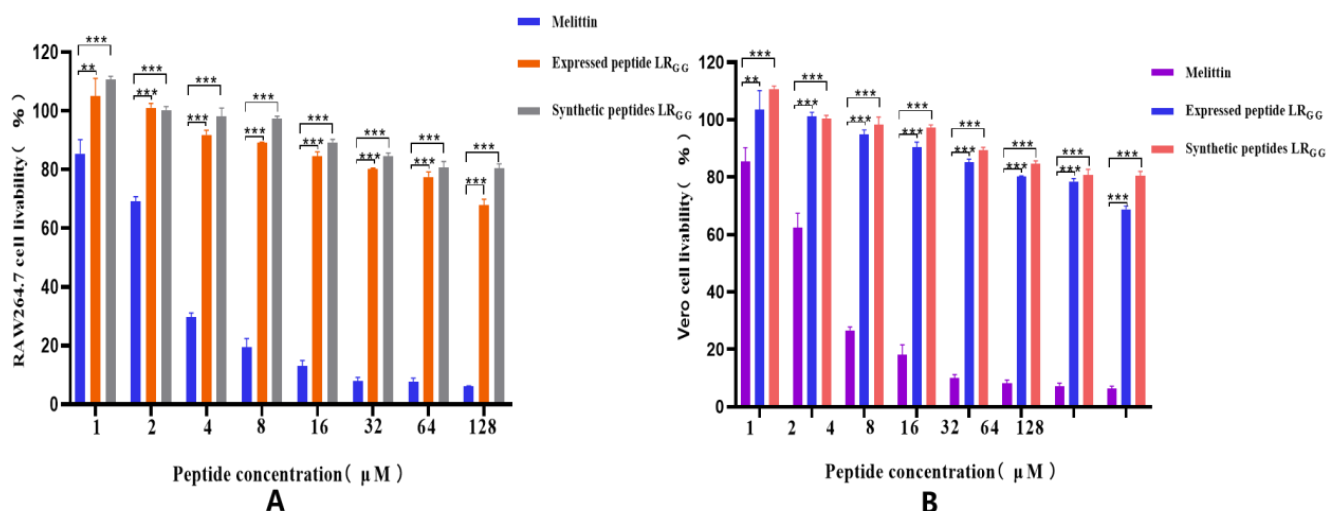 Melittin
Expressed peptide LRGG
Synthetic peptides LRGG
RAW264.7 cell livability( %)
120
100
80
60
40
20
0
*** *** *** *** *** *** *** ***
** *** *** *** *** *** *** ***
1 2 4 8 16 32 64 128
Peptide concentration( μM )
A
Melittin
Expressed peptide LRGG
Synthetic peptides LRGG
Vero cell livability( %)
120
100
80
60
40
20
0
*** *** *** *** *** *** *** ***
** *** *** *** *** *** *** ***
1 2 4 8 16 32 64 128
Peptide concentration( μM )
B